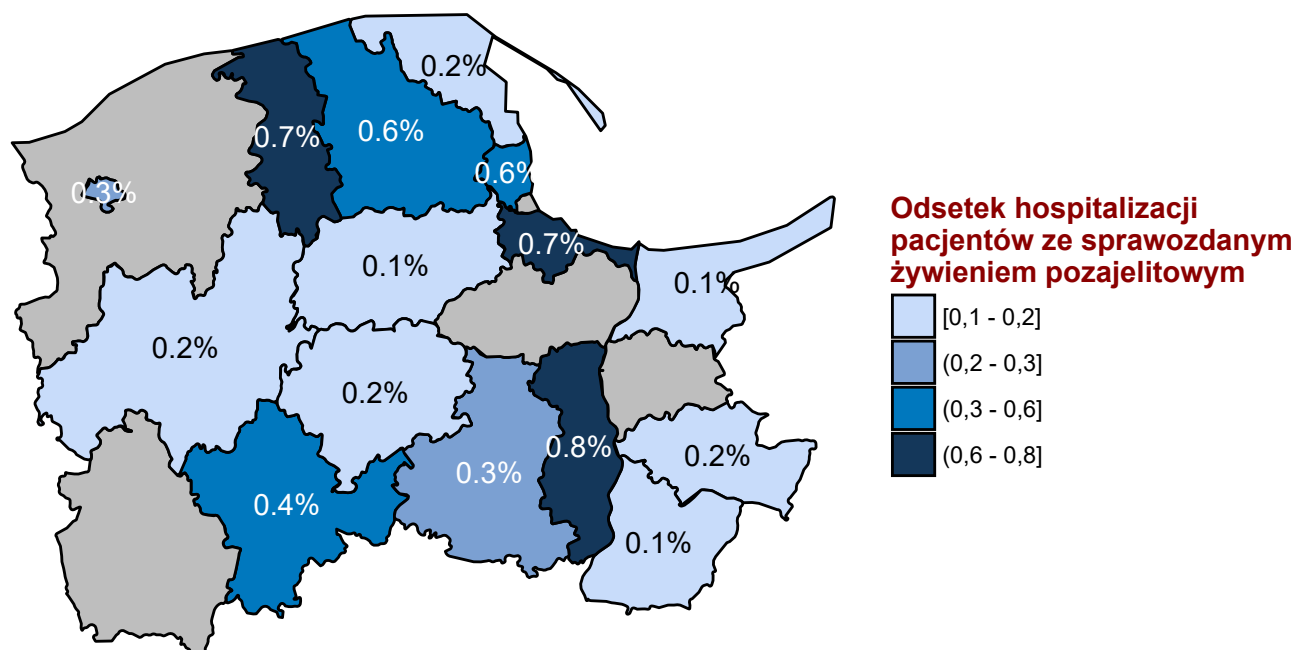 0.2%
0.7%
0.6%
0.6%
0.3%
0.7%
0.1%
0.1%
0.2%
0.2%
0.8%
0.3%
0.2%
0.4%
0.1%
Odsetek hospitalizacji
pacjentów ze sprawozdanym
żywieniem pozajelitowym
[0,1 - 0,2]
(0,2 - 0,3]
(0,3 - 0,6]
(0,6 - 0,8]